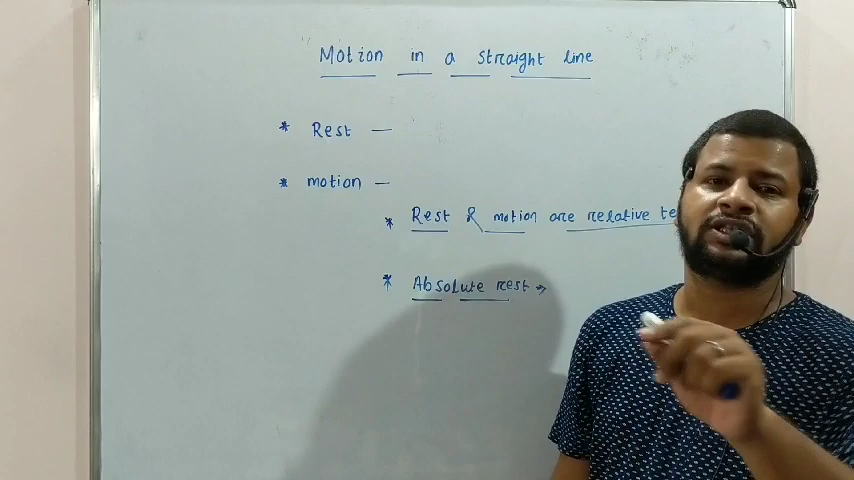 Motion in a straight line
* Rest —
* motion —
* Rest & motion are relative te
* Absolute rest →